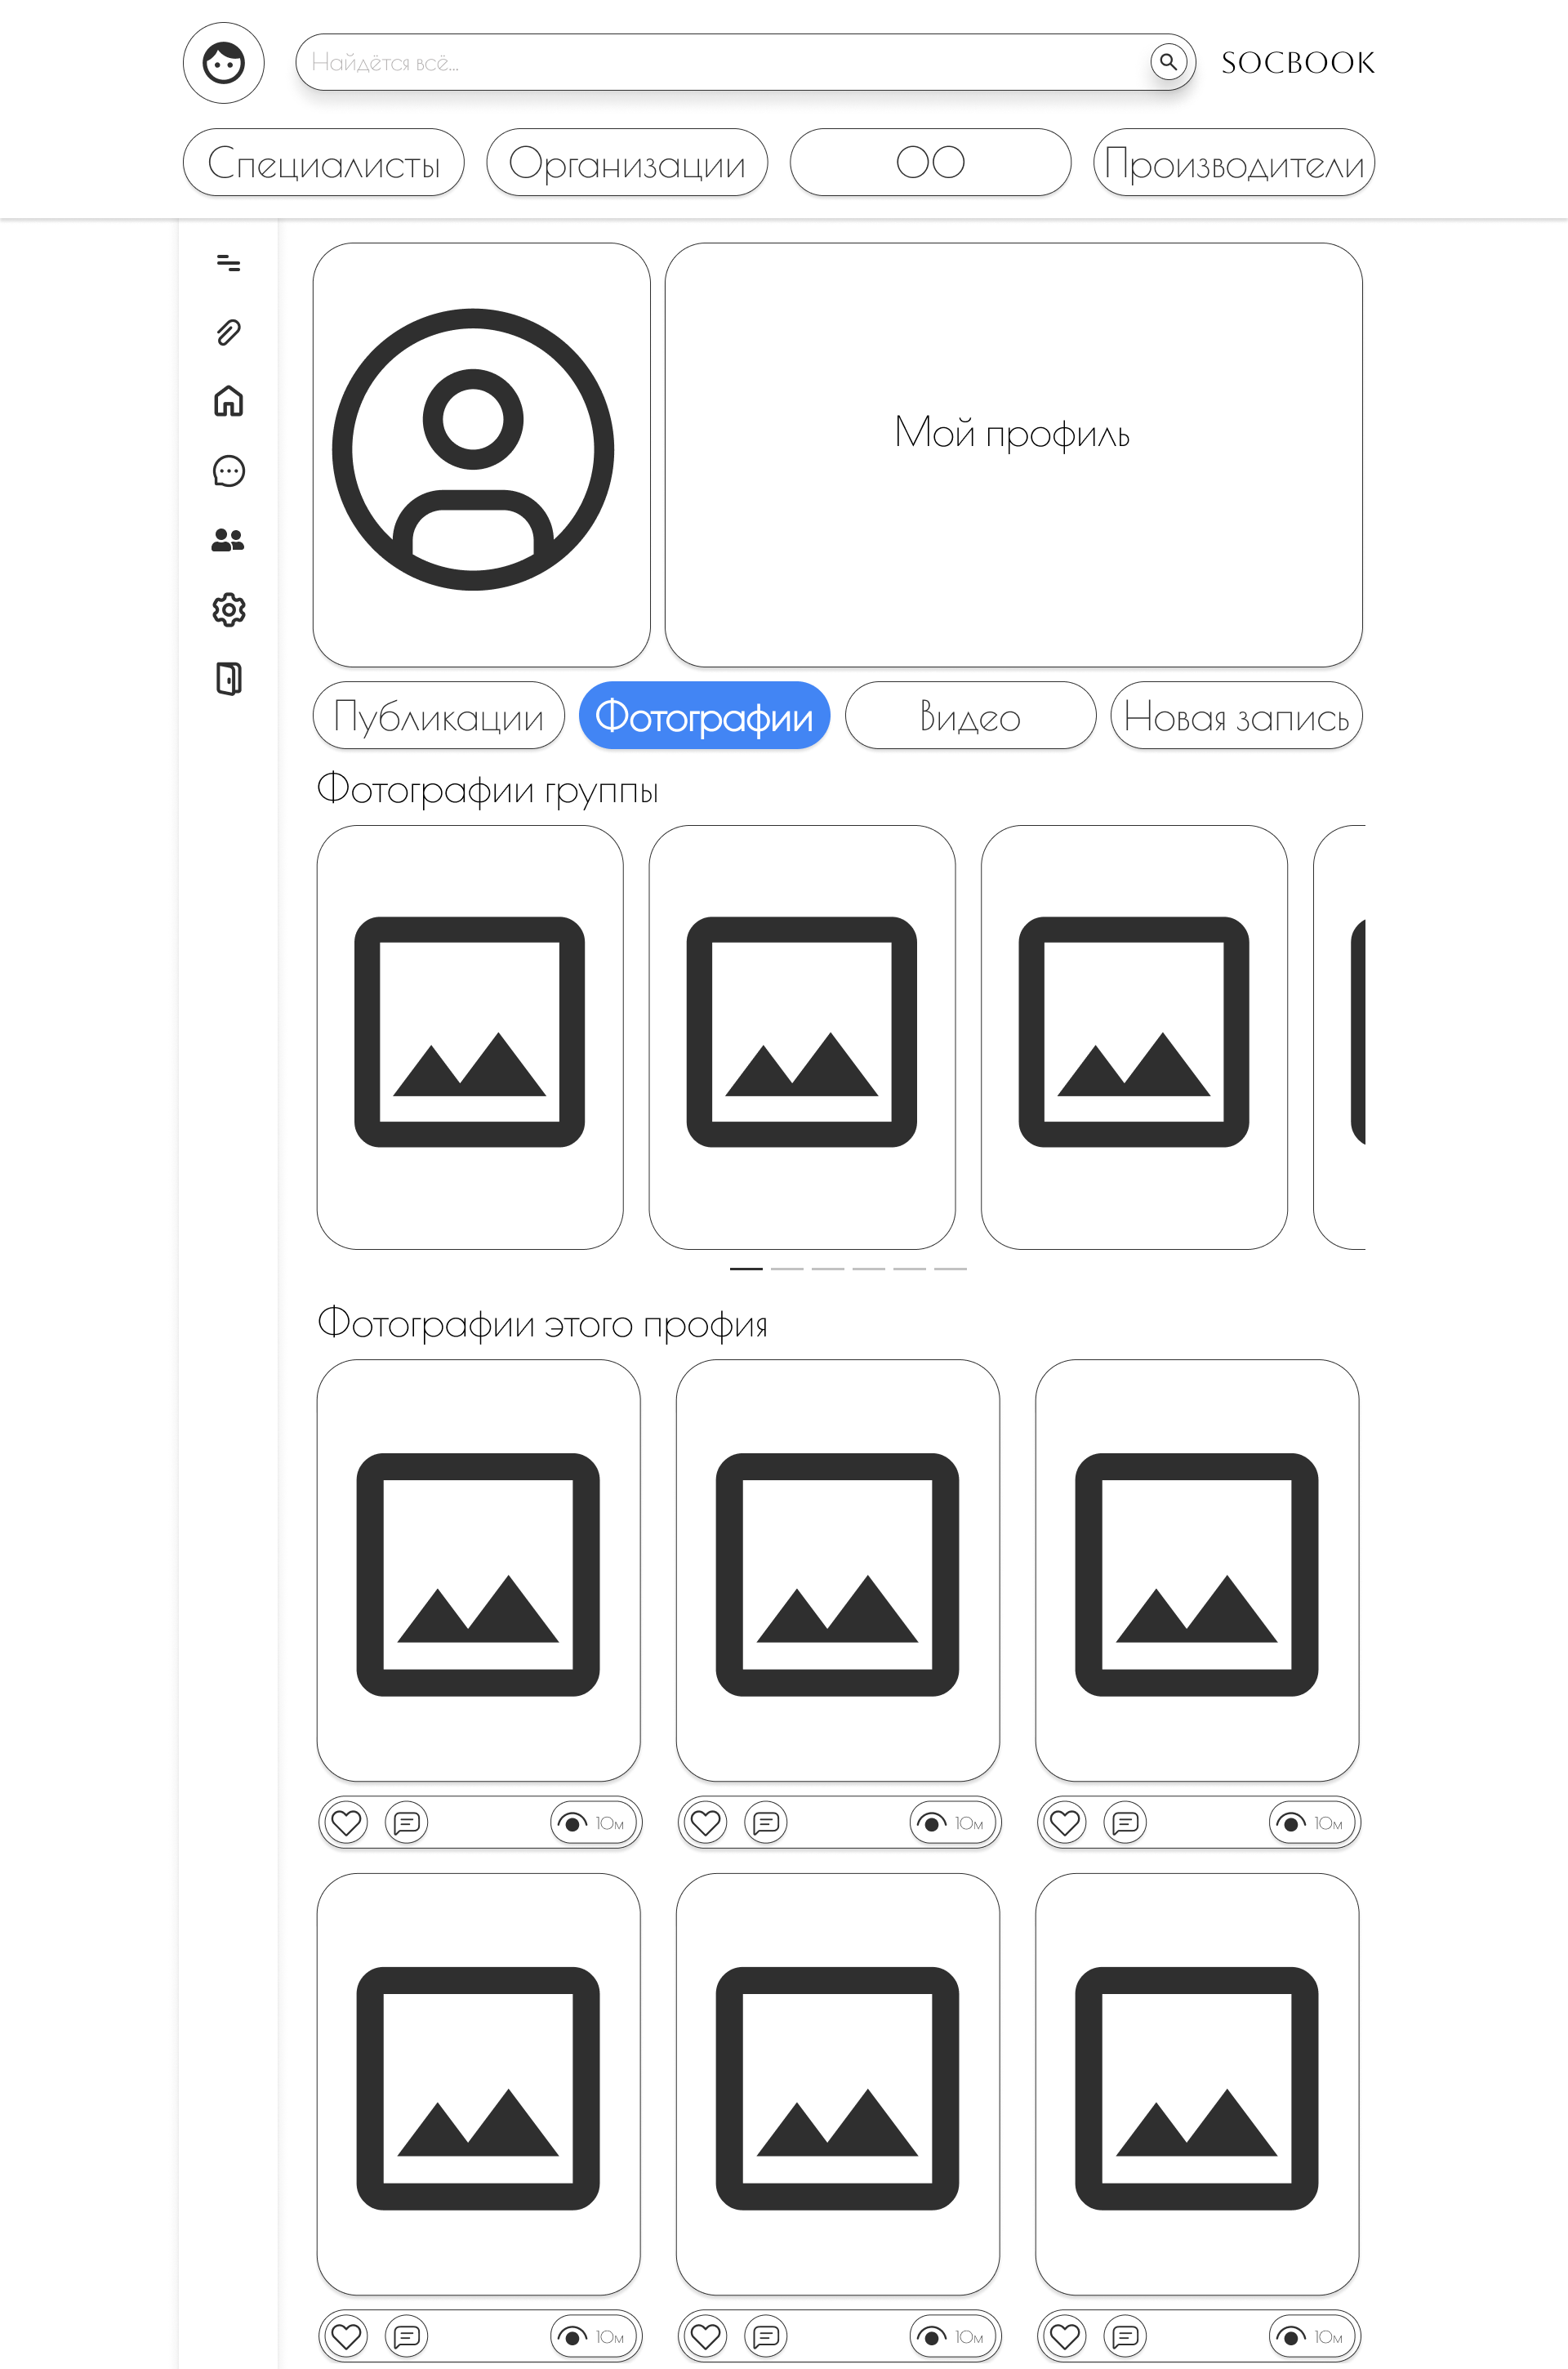 Найдётся всё...
SOCBOOK
Специалисты
Организации
ОО
Производители
Мой профиль
Публикации
Фотографии
Видео
Новая запись
Фотографии группы
Фотографии этого профия
10м
10м
10м
10м
10м
10м